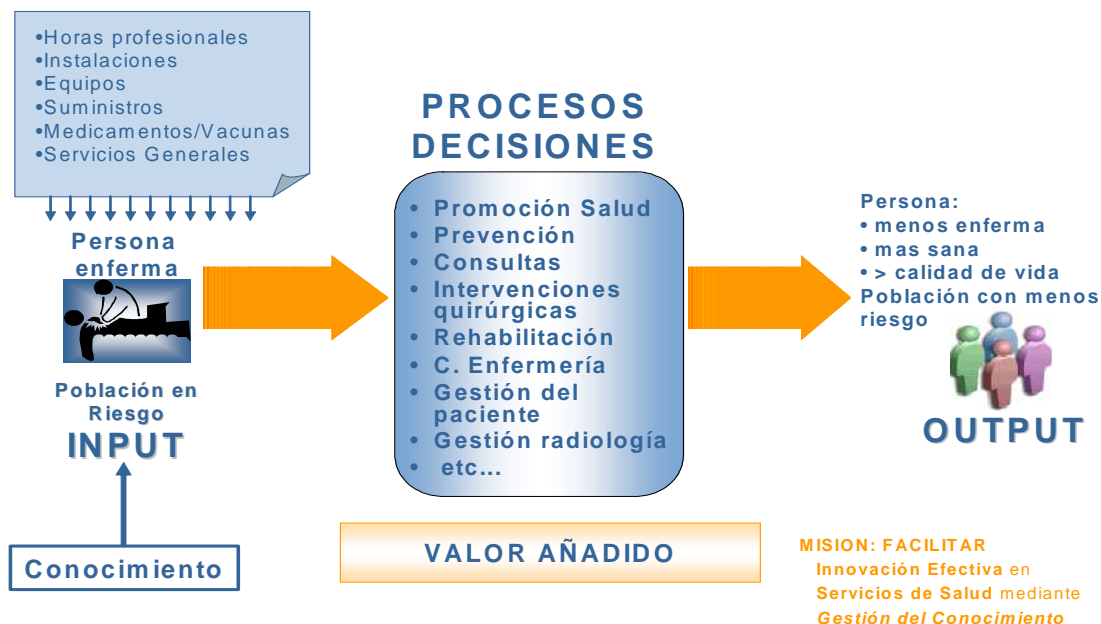 •Horas profesionales
•Instalaciones
•Equipos
•Suministros
•Medicamentos/Vacunas
•Servicios Generales
Persona
enferma
Población en
Riesgo
INPUT
Conocimiento
PROCESOS
DECISIONES
• Promoción Salud
• Prevención
• Consultas
• Intervenciones
quirúrgicas
• Rehabilitación
• C. Enfermería
• Gestión del
paciente
• Gestión radiología
• etc...
VALOR AÑADIDO
Persona:
• menos enferma
• mas sana
• > calidad de vida
Población con menos
riesgo
OUTPUT
MISION: FACILITAR
Innovación Efectiva en
Servicios de Salud mediante
Gestión del Conocimiento